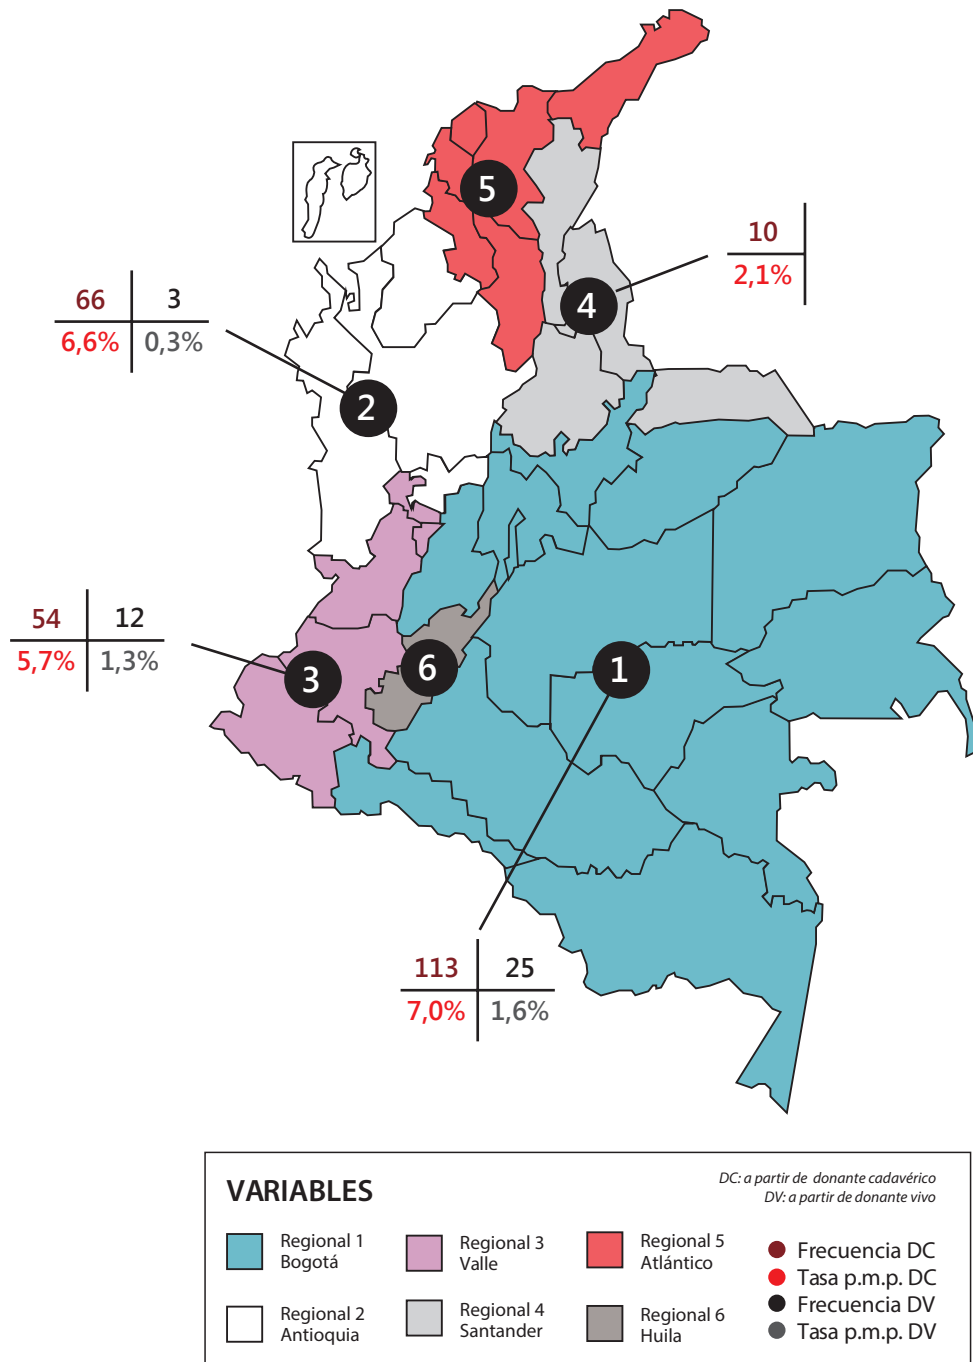 5
10
2,1%
4
66 3
6,6% 0,3%
2
54 12
5,7% 1,3%
3
6
1
113 25
7,0% 1,6%
VARIABLES
DC: a partir de donante cadavérico
DV: a partir de donante vivo
Regional 1
Bogotá
Regional 3
Valle
Regional 5
Atlántico
Regional 2
Antioquia
Regional 4
Santander
Regional 6
Huila
Frecuencia DC
Tasa p.m.p. DC
Frecuencia DV
Tasa p.m.p. DV